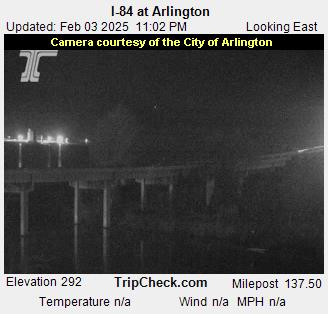 I-84 at Arlington
Updated: Feb 03 2025 11:02 PM Looking East
Camera courtesy of the City of Arlington
Elevation 292 TripCheck.com Milepost 137.50
Temperature n/a Wind n/a MPH n/a